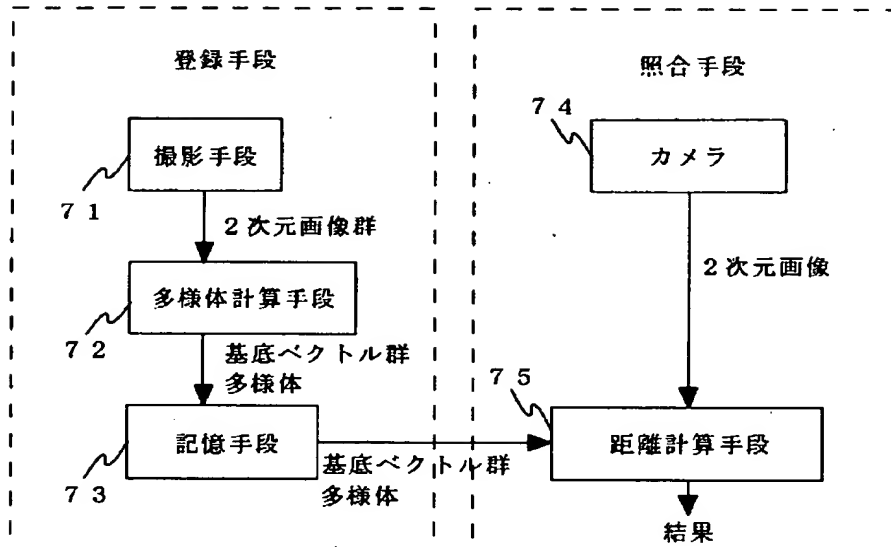 登録手段
撮影手段
７１
２次元画像群
多様体計算手段
７２
基底ベクトル群
多様体
記憶手段
７３
基底ベクトル群
多様体
照合手段
７４
カメラ
２次元画像
７５
距離計算手段
結果